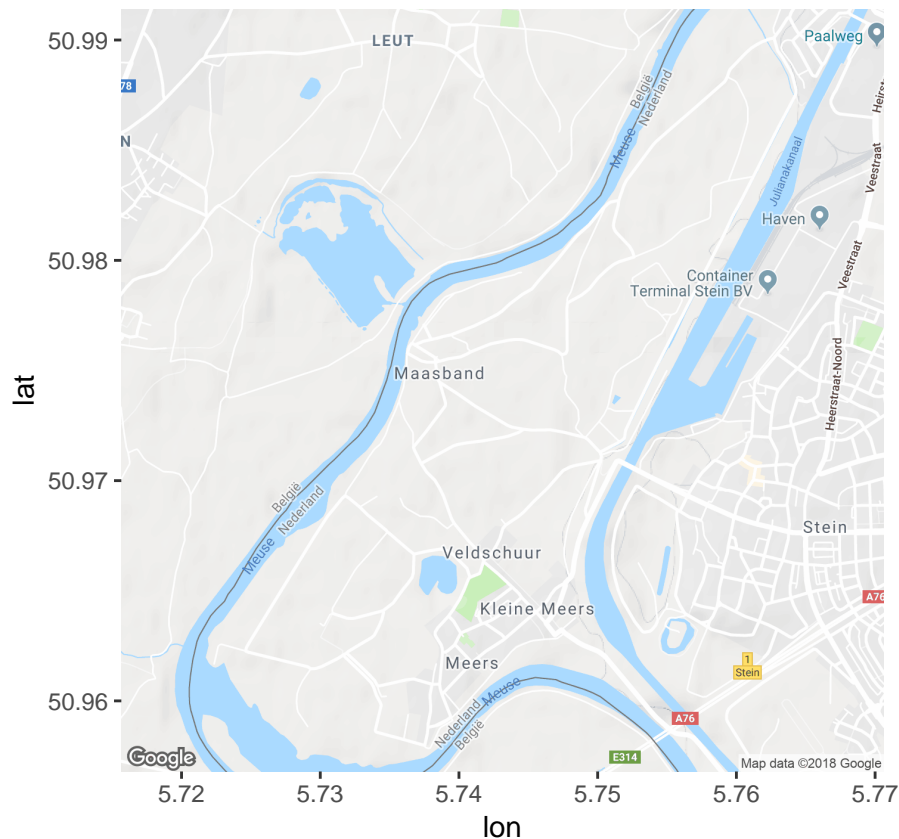 50.99
50.98
50.97
50.96
lat
5.72
5.73
5.74
5.75
5.76
5.77
lon
LEUT
78
N
België
Nederland
Meuse
Paalweg
Julianakanaal
Veestraat
Haven
Container
Terminal Stein BV
Veestraat
Heerstraat-Noord
Maasband
België
Nederland
Meuse
Stein
Veldschuur
Kleine Meers
A76
Meers
1
Stein
Meuse
Nederland
België
A76
E314
Google
Map data ©2018 Google